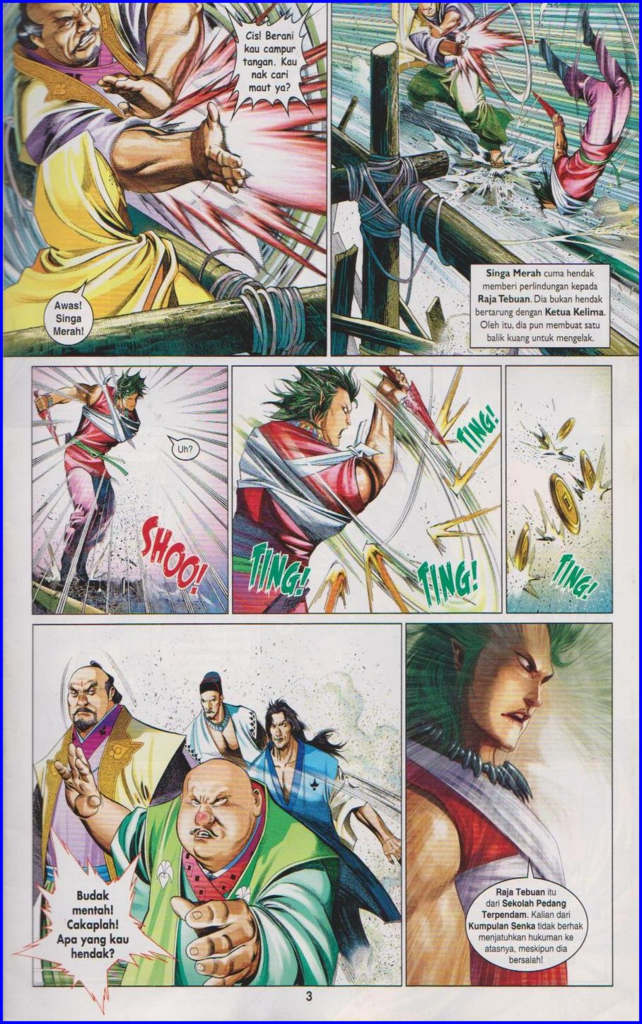 Cis! Berani
kau campur
tangan. Kau
nak cari
maut ya?
Awas!
Singa
Merah!
Singa Merah cuma hendak
memberi perlindungan kepada
Raja Tebuan. Dia bukan hendak
bertarung dengan Ketua Kelima.
Oleh itu, dia pun membuat satu
balik kuang untuk mengelak.
Uh?
SHOO!
TING!
TING!
TING!
TING!
Budak
mentah!
Cakaplah!
Apa yang kau
hendak?
Raja Tebuan itu
dari Sekolah Pedang
Terpendam. Kalian dari
Kumpulan Senka tidak berhak
menjatuhkan hukuman ke
atasnya, meskipun dia
bersalah!
3